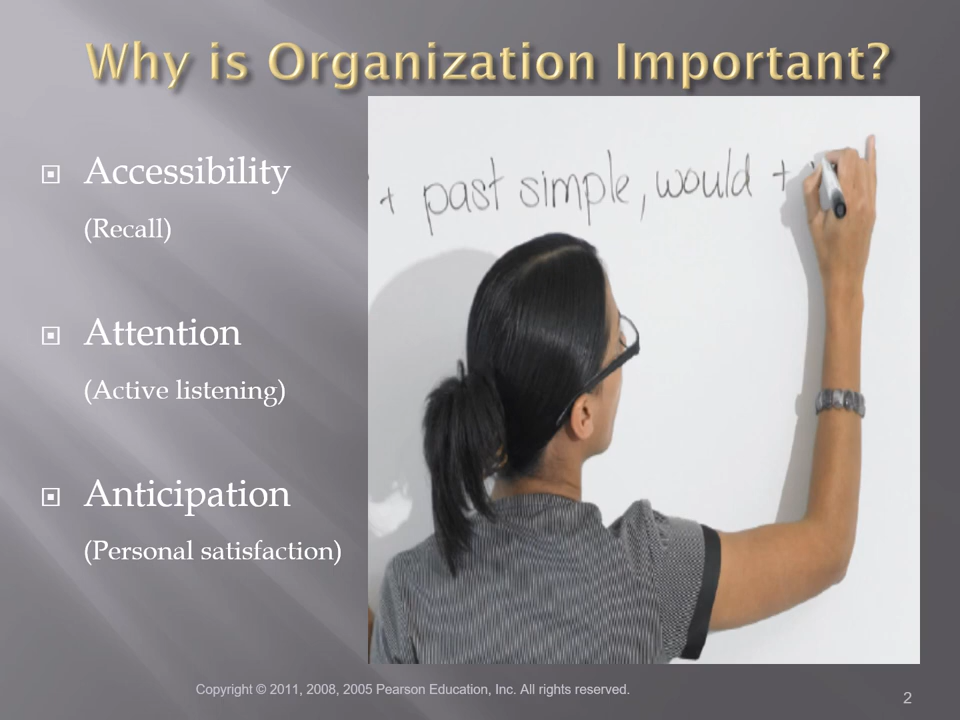 Why is Organization Important?
Accessibility
(Recall)
Attention
(Active listening)
Anticipation
(Personal satisfaction)
+ past simple, would +
Copyright © 2011, 2008, 2005 Pearson Education, Inc. All rights reserved.
2